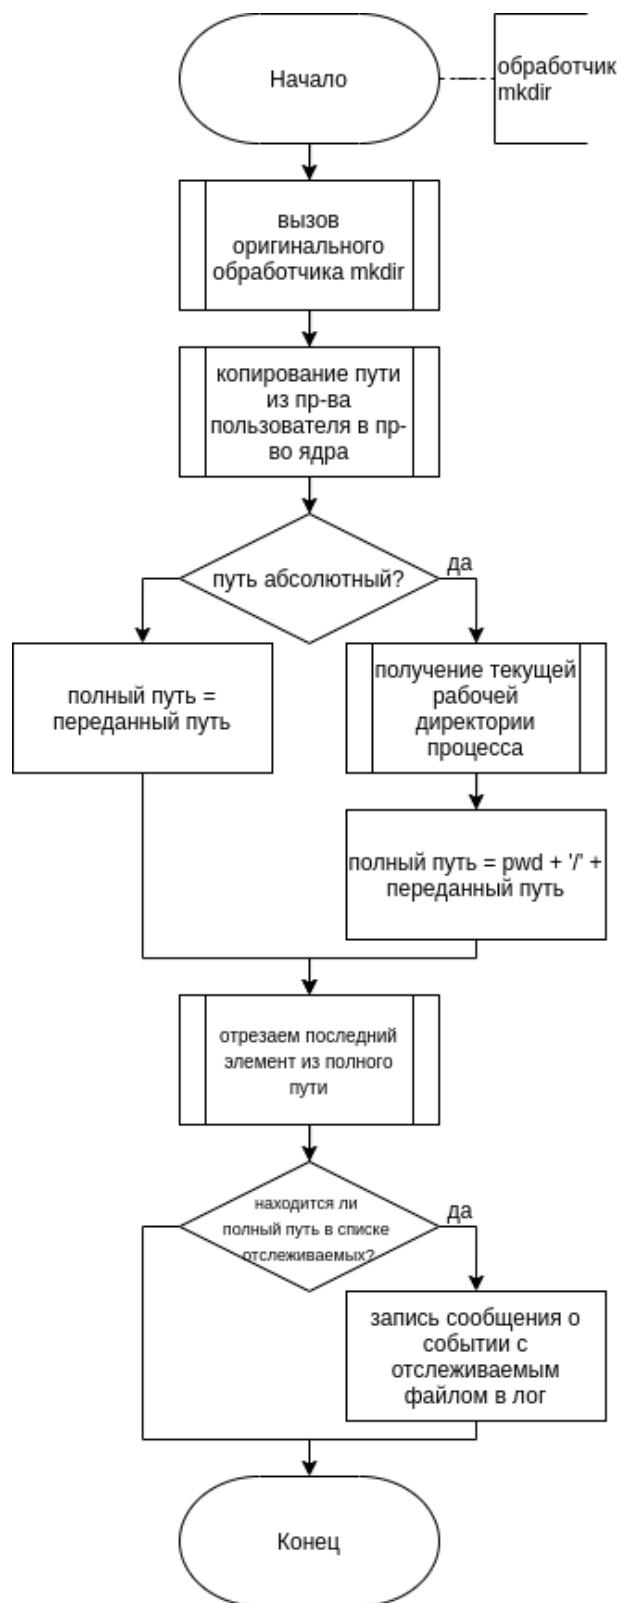 Начало
обработчик
mkdir
вызов
оригинального
обработчика mkdir
копирование пути
из пр-ва
пользователя в пр-
во ядра
путь абсолютный?
да
полный путь =
переданный путь
получение текущей
рабочей
директории
процесса
полный путь = pwd + '/' +
переданный путь
отрезаем последний
элемент из полного
пути
находится ли
полный путь в списке
отслеживаемых?
да
запись сообщения о
событии с
отслеживаемым
файлом в лог
Конец